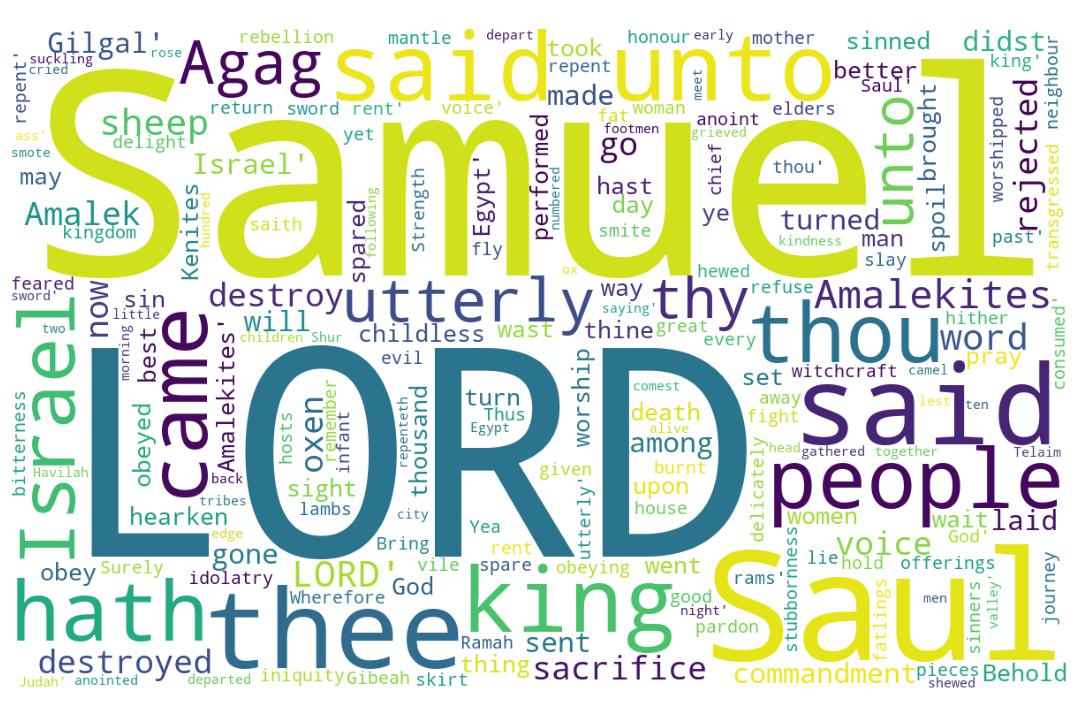 Samuel
LORD
Saul
said
unto
thou
thee
hath
king
people
said
came
Israel
Agag
utterly
thy
unto
Gilgal'
rebellion
mantle
depart
honour
early
mother
sinned
didst
suckling
rose
cried
repent'
took
repent
made
meet
better
Saul'
king'
neighbour
sheep
delight
return
sword
rent'
voice'
woman
fat
footmen
anoint
grieved
elders
brought
worshipped
rejected
transgressed
ass'
smote
may
Amalek
kingdom
Israel'
yet
saith
Kenites
hundred
spared
following
Strength
Egypt'
fly
performed
numbered
go
hast
day
smite
ye
chief
thou'
turned
man
slay
kindness
spoil
past'
feared
sword'
two
little
now
sin
morning
best
destroy
will
children
Shur
childless
evil
wast
ox
way
saying'
thine
great
hewed
every
refuse
Amalekites
hither
word
pray
consumed'
bitterness
Havilah
obeyed
Amalekites'
back
tribes
hearken
edge
gone
hosts
oxen
remember
infant
sight
lambs
repenteth
thousand
city
Bring
turn
Thus
Egypt
Yea
rent
given
worship
utterly'
comest
death
alive
among
burnt
upon
house
set
witchcraft
camel
away
fight
lest
ten
head
gathered
together
Telaim
delicately
women
wait
laid
God'
voice
hold
lie
offerings
stubbornness
obey
Surely
idolatry
LORD'
Wherefore
God
vile
spare
obeying
went
good
night'
pardon
rams'
fatlings
men
sinners
valley'
journey
destroyed
Judah'
anointed
departed
iniquity
Gibeah
skirt
Ramah
sent
thing
sacrifice
commandment
pieces
shewed
Behold